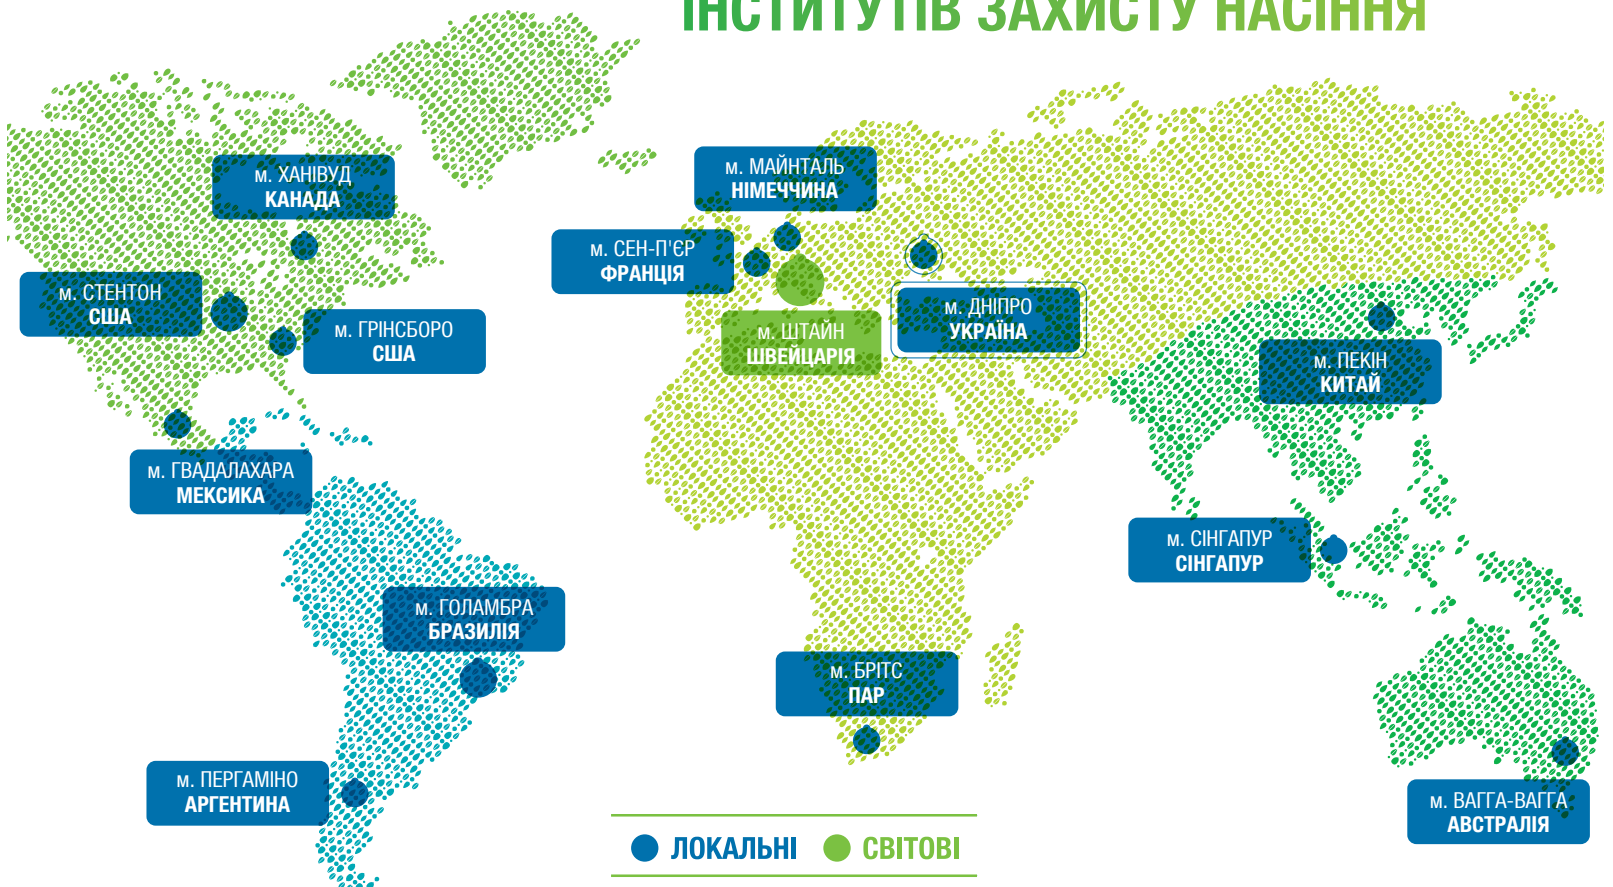 ІНСТИТУТІВ ЗАХИСТУ НАСІННЯ
м. ХАНІВУД
КАНАДА
м. МАЙНТАЛЬ
НІМЕЧЧИНА
м. СЕН-П'ЄР
ФРАНЦІЯ
м. СТЕНТОН
США
м. ГРІНСБОРО
США
м. ШТАЙН
ШВЕЙЦАРІЯ
м. ДНІПРО
УКРАЇНА
м. ПЕКІН
КИТАЙ
м. ГВАДАЛАХАРА
МЕКСИКА
м. СІНГАПУР
СІНГАПУР
м. ГОЛАМБРА
БРАЗИЛІЯ
м. БРІТС
ПАР
м. ПЕРГАМІНО
АРГЕНТИНА
м. ВАГГА-ВАГГА
АВСТРАЛІЯ
ЛОКАЛЬНІ
СВІТОВІ